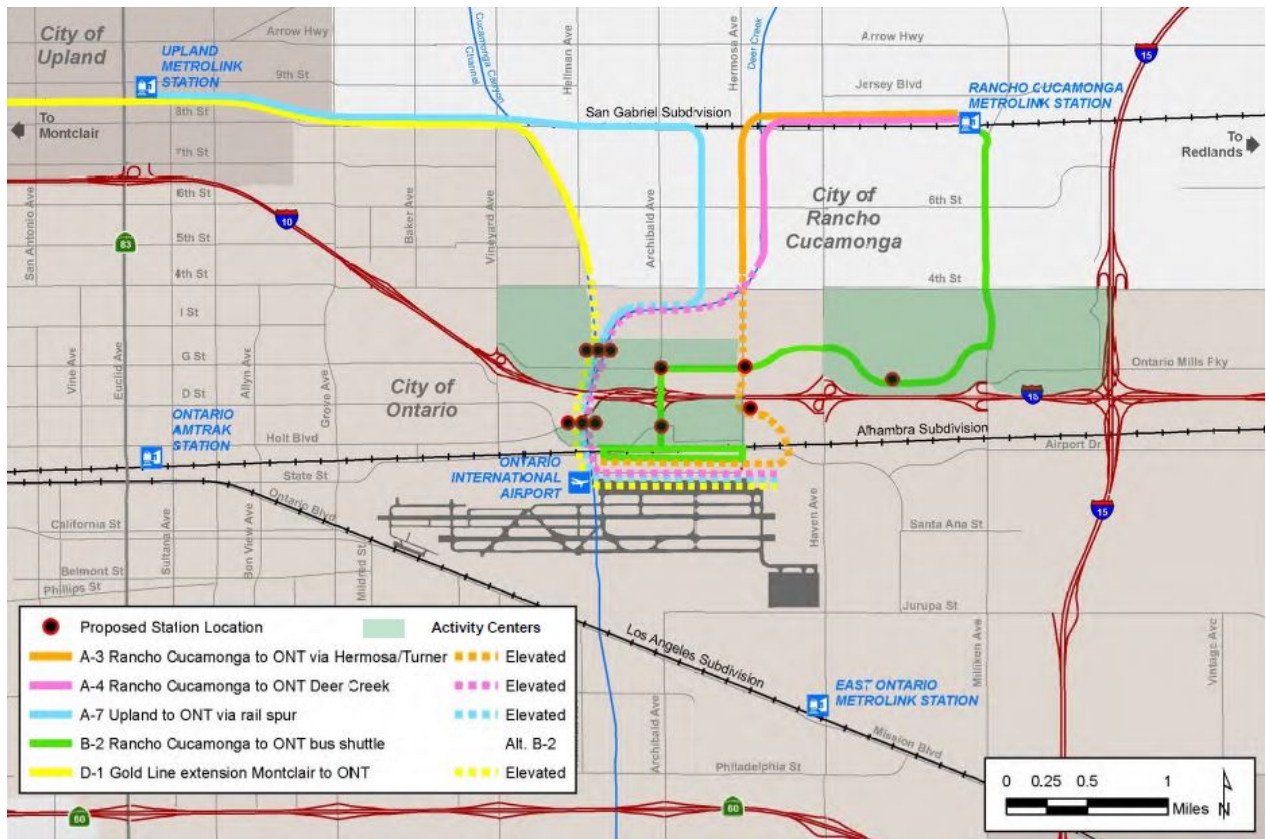 City of
Upland
Arrow Hwy
UPLAND
METROLINK
STATION
9th St
8th St
To
Montclair
7th St
6th St
5th St
4th St
I St
G St
D St
San Antonio Ave
83
10
Cucamonga Canyon
Channel
Hellman Ave
Hermosa Ave
Deer Creek
Arrow Hwy
Jersey Blvd
15
San Gabriel Subdivision
RANCHO CUCAMONGA
METROLINK STATION
To
Redlands
Baker Ave
Vineyard Ave
Archibald Ave
City of
Rancho
Cucamonga
6th St
4th St
Vine Ave
Euclid Ave
Allyn Ave
Grove Ave
City of
Ontario
Ontario Mills Pky
ONTARIO
AMTRAK
STATION
Holt Blvd
State St
Alhambra Subdivision
Airport Dr
ONTARIO
INTERNATIONAL
AIRPORT
Ontario Blvd
California St
Sultana Ave
Bon View Ave
Mildred St
Haven Ave
Santa Ana St
15
Belmont St
Phillips St
Jurupa St
Los Angeles Subdivision
Milliken Ave
Vintage Ave
EAST ONTARIO
METROLINK STATION
Mission Blvd
Archibald Ave
Philadelphia St
60
60
Proposed Station Location
Activity Centers
A-3 Rancho Cucamonga to ONT via Hermosa/Turner
Elevated
A-4 Rancho Cucamonga to ONT Deer Creek
Elevated
A-7 Upland to ONT via rail spur
Elevated
B-2 Rancho Cucamonga to ONT bus shuttle
Alt. B-2
D-1 Gold Line extension Montclair to ONT
Elevated
0 0.25 0.5 1
Miles
N